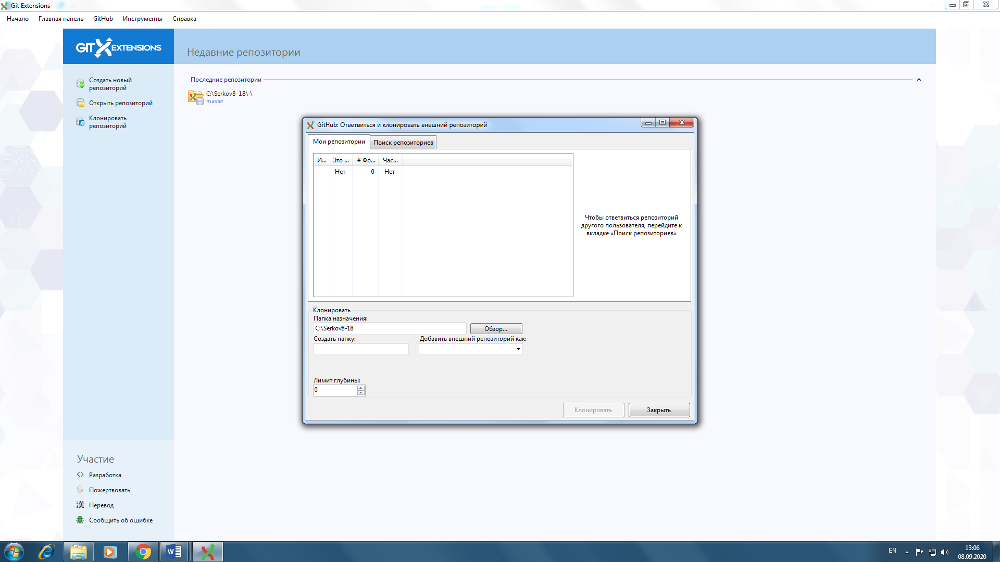 Git Extensions
Начало Главная панель GitHub Инструменты Справка
GIT EXTENSIONS
Недавние репозитории
Создать новый
репозиторий
Открыть репозиторий
Клонировать
репозиторий
Последние репозитории
C:\Serkov8-18\-\
master
GitHub: Ответвиться и клонировать внешний репозиторий
Мои репозитории Поиск репозиториев
И... Это ... # Фо... Час...
- Нет 0 Нет
Чтобы ответвиться репозиторий
другого пользователя, перейдите к
вкладке «Поиск репозиториев»
Клонировать
Папка назначения:
C:\Serkov8-18 Обзор...
Создать папку: Добавить внешний репозиторий как:
Лимит глубины:
0
Клонировать Закрыть
Участие
Разработка
Пожертвовать
漢 Перевод
Сообщить об ошибке
EN
13:06
08.09.2020